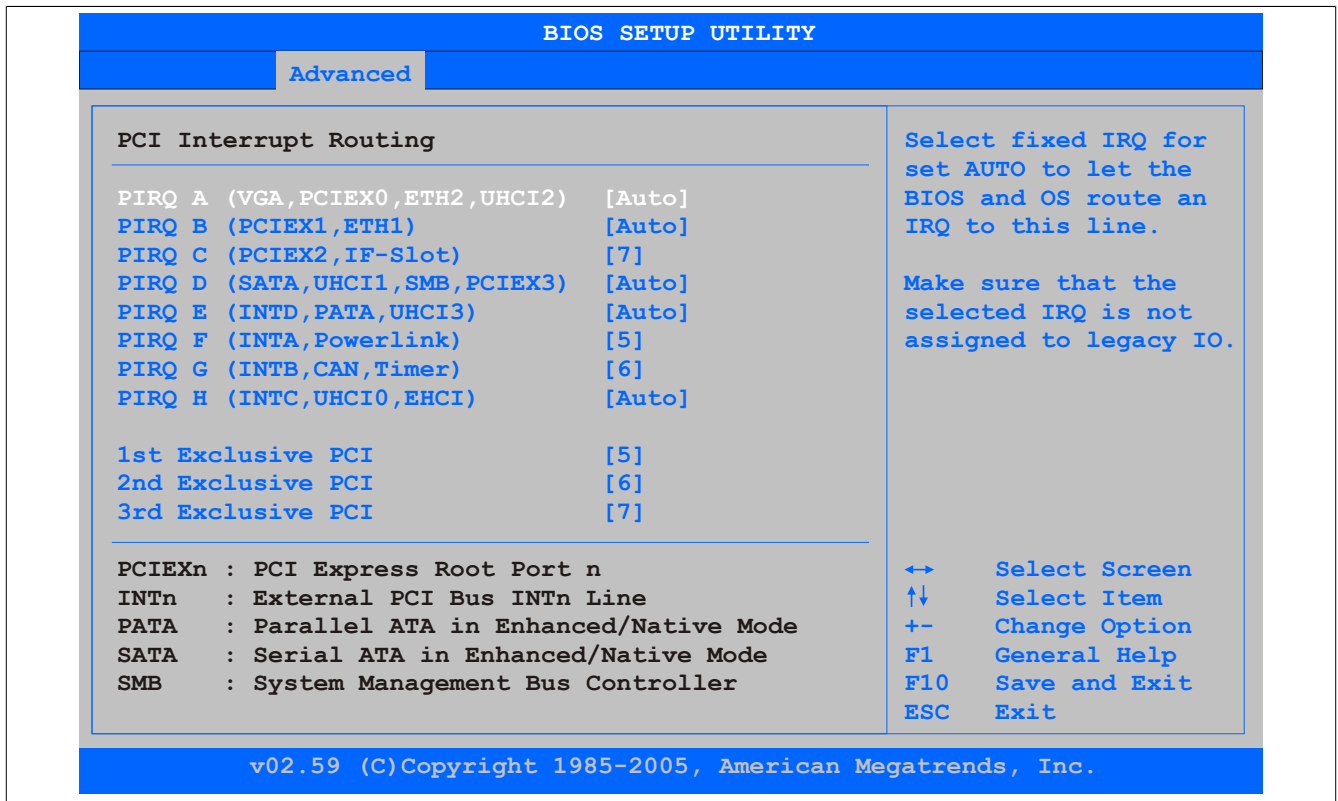 BIOS SETUP UTILITY
Advanced
PCI Interrupt Routing
PIRQ A (VGA,PCIEX0,ETH2,UHCI2) [Auto]
PIRQ B (PCIEX1,ETH1) [Auto]
PIRQ C (PCIEX2,IF-Slot) [7]
PIRQ D (SATA,UHCI1,SMB,PCIEX3) [Auto]
PIRQ E (INTD,PATA,UHCI3) [Auto]
PIRQ F (INTA,Powerlink) [5]
PIRQ G (INTB,CAN,Timer) [6]
PIRQ H (INTC,UHCI0,EHCI) [Auto]
1st Exclusive PCI [5]
2nd Exclusive PCI [6]
3rd Exclusive PCI [7]
PCIEXn : PCI Express Root Port n
INTn : External PCI Bus INTn Line
PATA : Parallel ATA in Enhanced/Native Mode
SATA : Serial ATA in Enhanced/Native Mode
SMB : System Management Bus Controller
Select fixed IRQ for
set AUTO to let the
BIOS and OS route an
IRQ to this line.
Make sure that the
selected IRQ is not
assigned to legacy IO.
↔ Select Screen
↑↓ Select Item
+- Change Option
F1 General Help
F10 Save and Exit
ESC Exit
v02.59 (C)Copyright 1985-2005, American Megatrends, Inc.